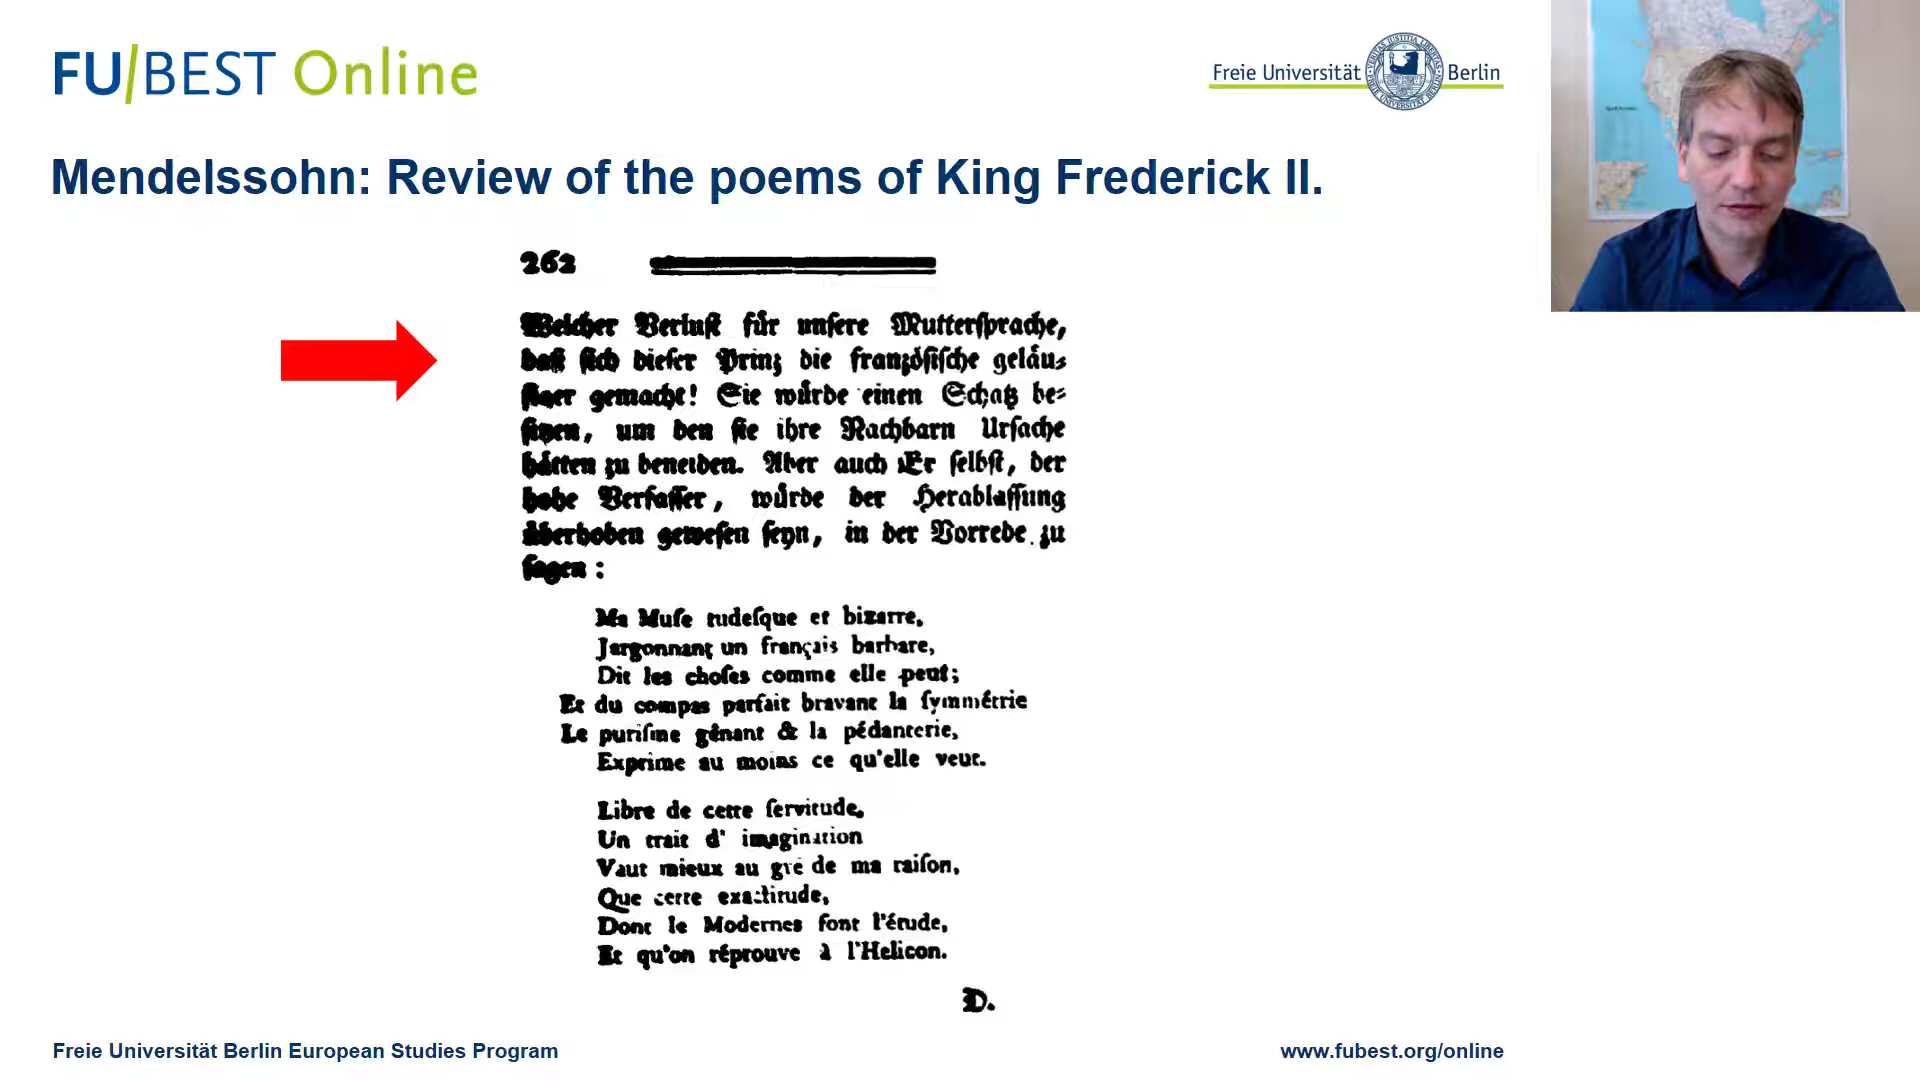 FU/BEST Online
Freie Universität Berlin
Mendelssohn: Review of the poems of King Frederick II.
262
Welcher Verluſt für unſere Mutterſprache,
daß ſich dieſer Prinz die franzöſiſche geläu⸗
figer gemacht! Sie würde einen Schatz be⸗
ſitzen, um den ſie ihre Nachbarn Urſache
hätten zu beneiden. Aber auch Er ſelbſt, der
hohe Verfaſſer, würde der Herablaſſung
überhoben geweſen ſeyn, in der Vorrede zu
ſagen:
Ma Muſe tudeſque et bizarre,
Jargonnant un français barbare,
Dit les choſes comme elle peut;
Et du compas parfait bravant la ſymmétrie
Le puriſme gênant & la pédanterie,
Exprime au moins ce qu'elle veut.
Libre de cette ſervitude,
Un trait d' imagination
Vaut mieux au gré de ma raiſon,
Que cette exactitude,
Dont le Modernes font l'étude,
Et qu'on réprouve à l'Helicon.
D.
Freie Universität Berlin European Studies Program
www.fubest.org/online